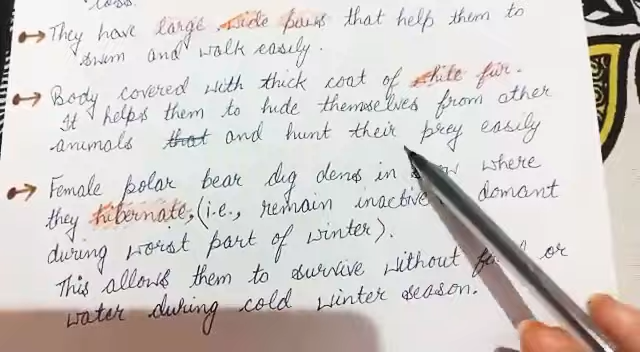 loss.
They have large, wide paws that help them to
swim and walk easily.
Body covered with thick coat of white fur.
It helps them to hide themselves from other
animals that and hunt their prey easily
Female polar bear dig dens in where
they hibernate, (i.e., remain inactive domant
during worst part of winter).
This allows them to survive without or
water during cold winter season.